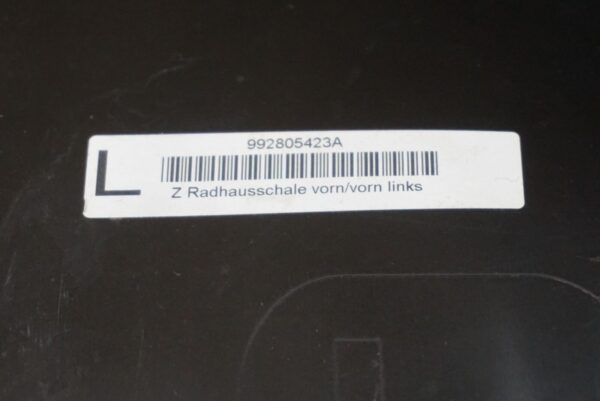 992805423A
L
Z Radhausschale vorn/vorn links